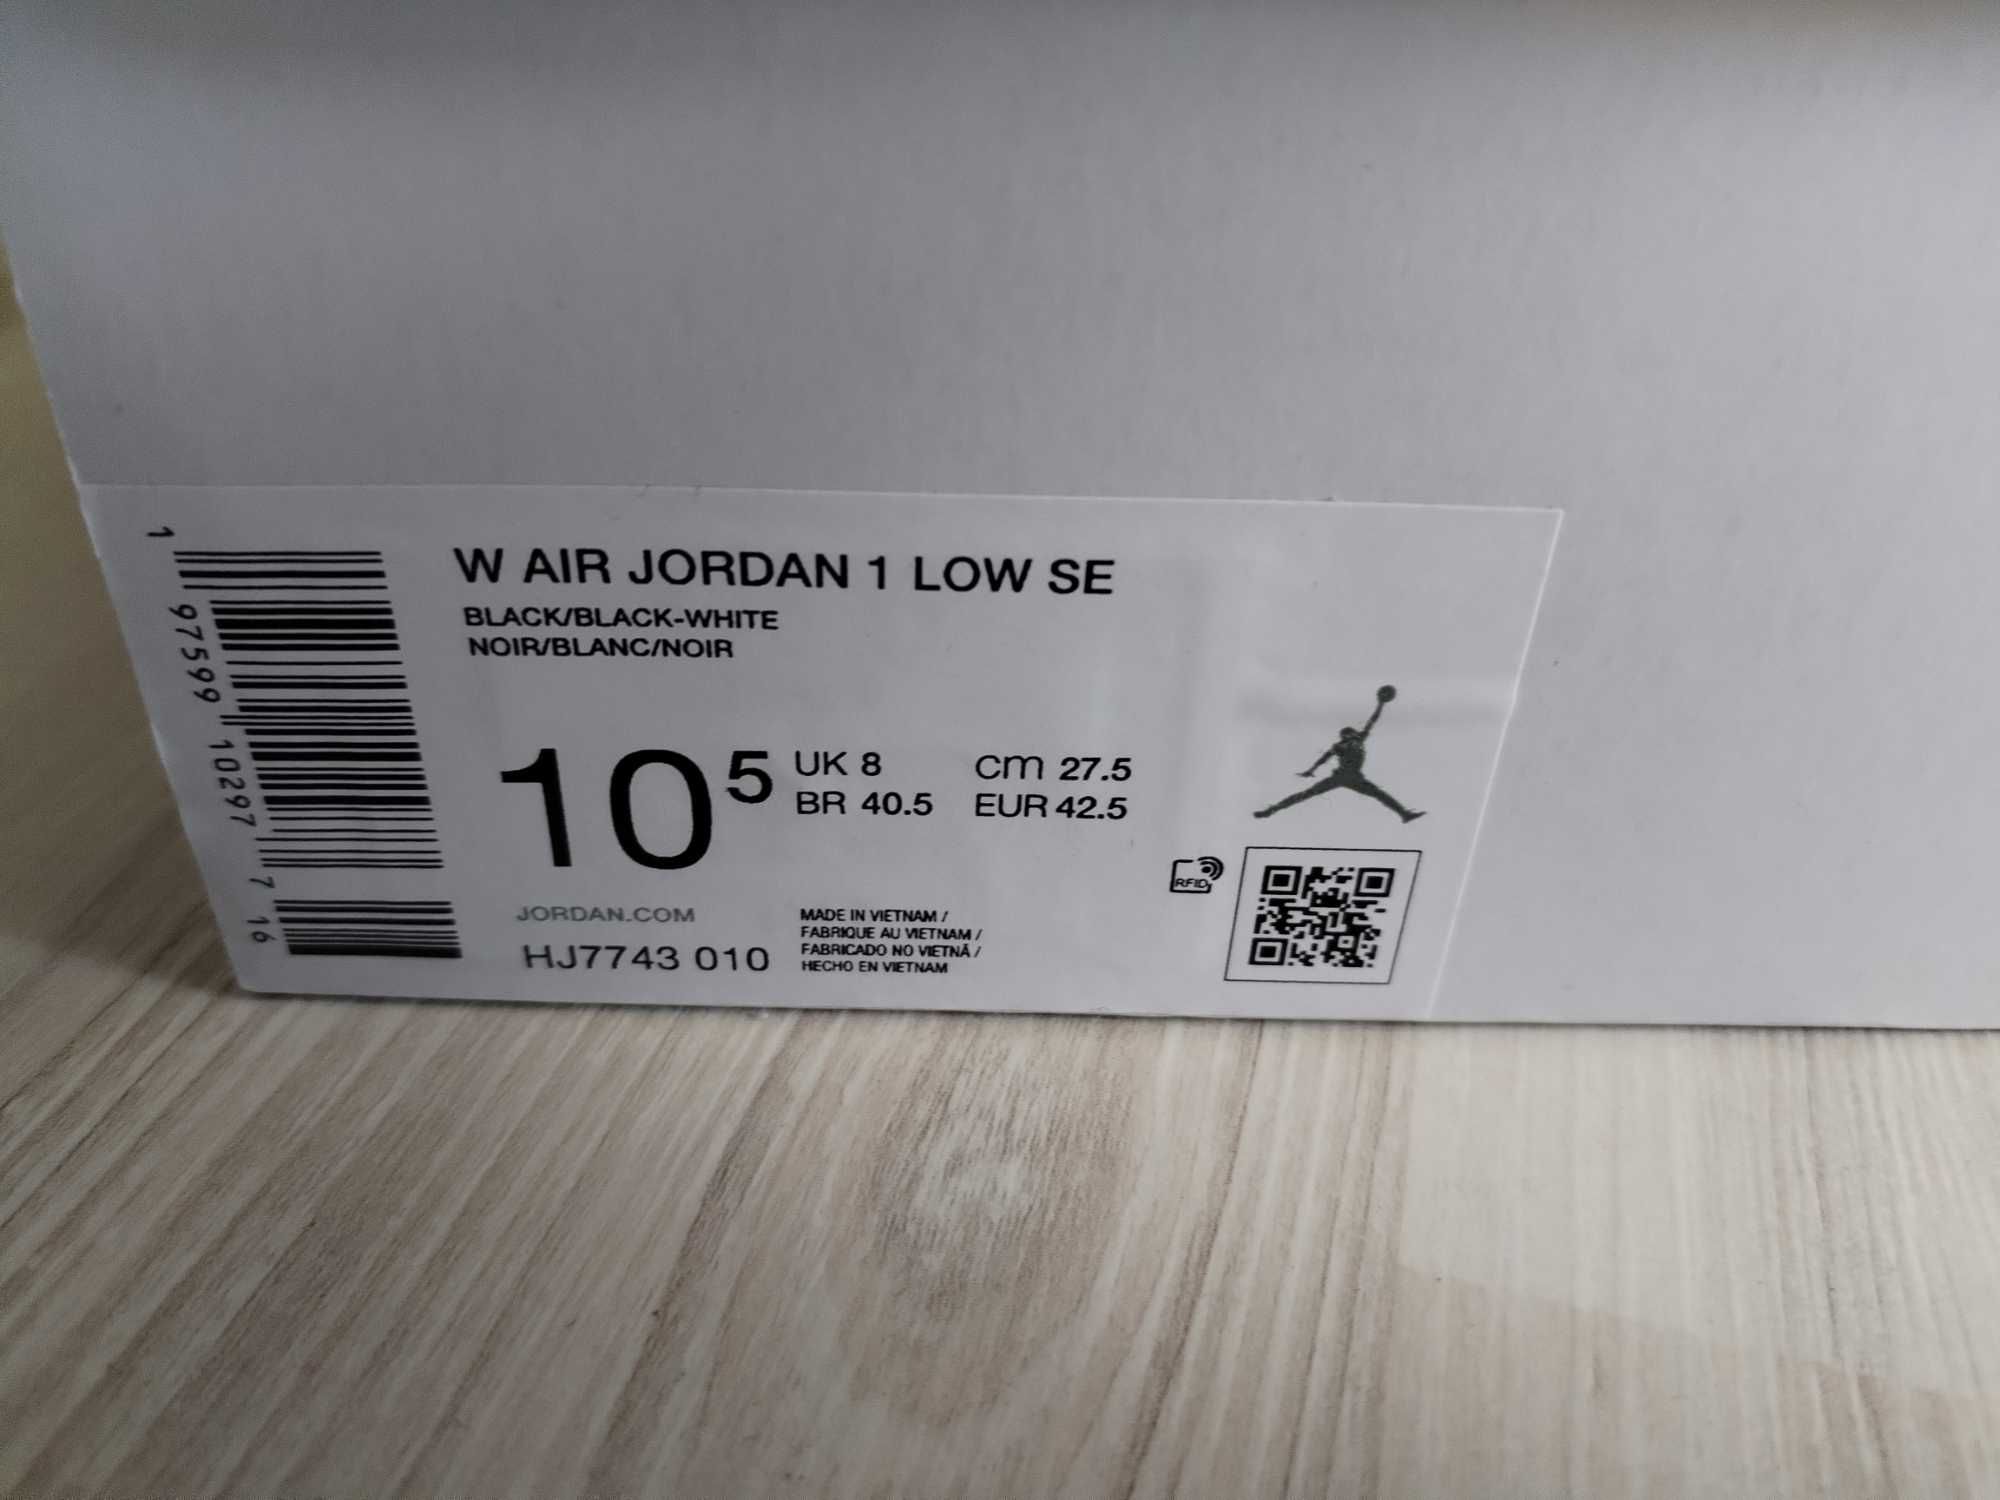 W AIR JORDAN 1 LOW SE
BLACK/BLACK-WHITE
NOIR/BLANC/NOIR
10 5
UK 8 CM 27.5
BR 40.5 EUR 42.5
JORDAN.COM
HJ7743 010
MADE IN VIETNAM /
FABRIQUE AU VIETNAM /
FABRICADO NO VIETNÃ /
HECHO EN VIETNAM
RFID
1 97599 10297 7 16